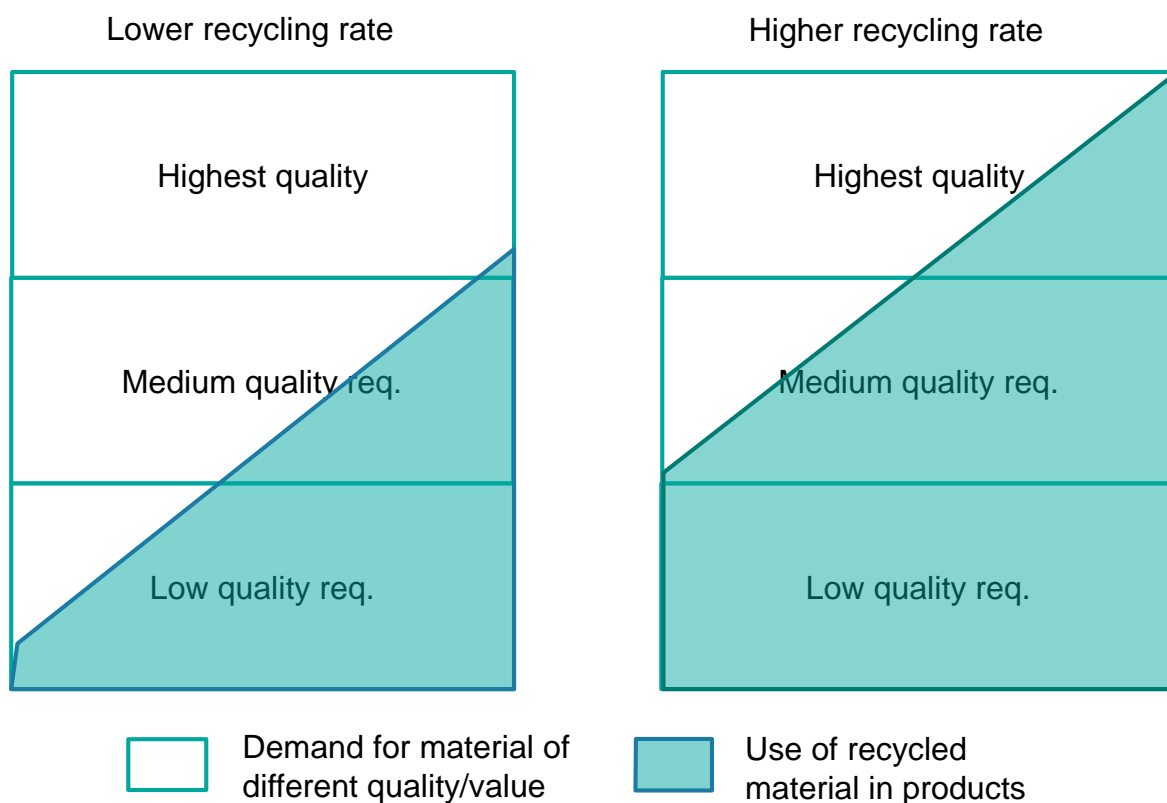 Lower recycling rate
Higher recycling rate
Highest quality
Highest quality
Medium quality req.
Medium quality req.
Low quality req.
Low quality req.
Demand for material of
different quality/value
Use of recycled
material in products